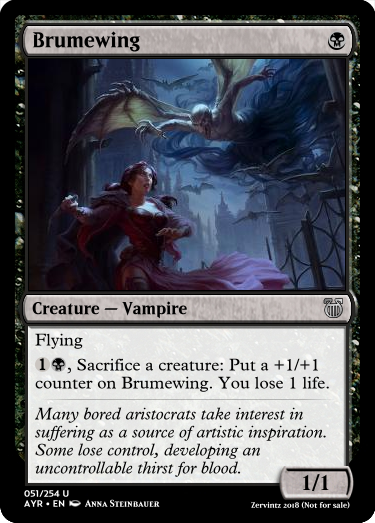 Brumewing
Creature — Vampire
Flying
1, Sacrifice a creature: Put a +1/+1
counter on Brumewing. You lose 1 life.
Many bored aristocrats take interest in
suffering as a source of artistic inspiration.
Some lose control, developing an
uncontrollable thirst for blood.
1/1
051/254 U
AYR • EN Anna Steinbauer
Zervintz 2018 (Not for sale)